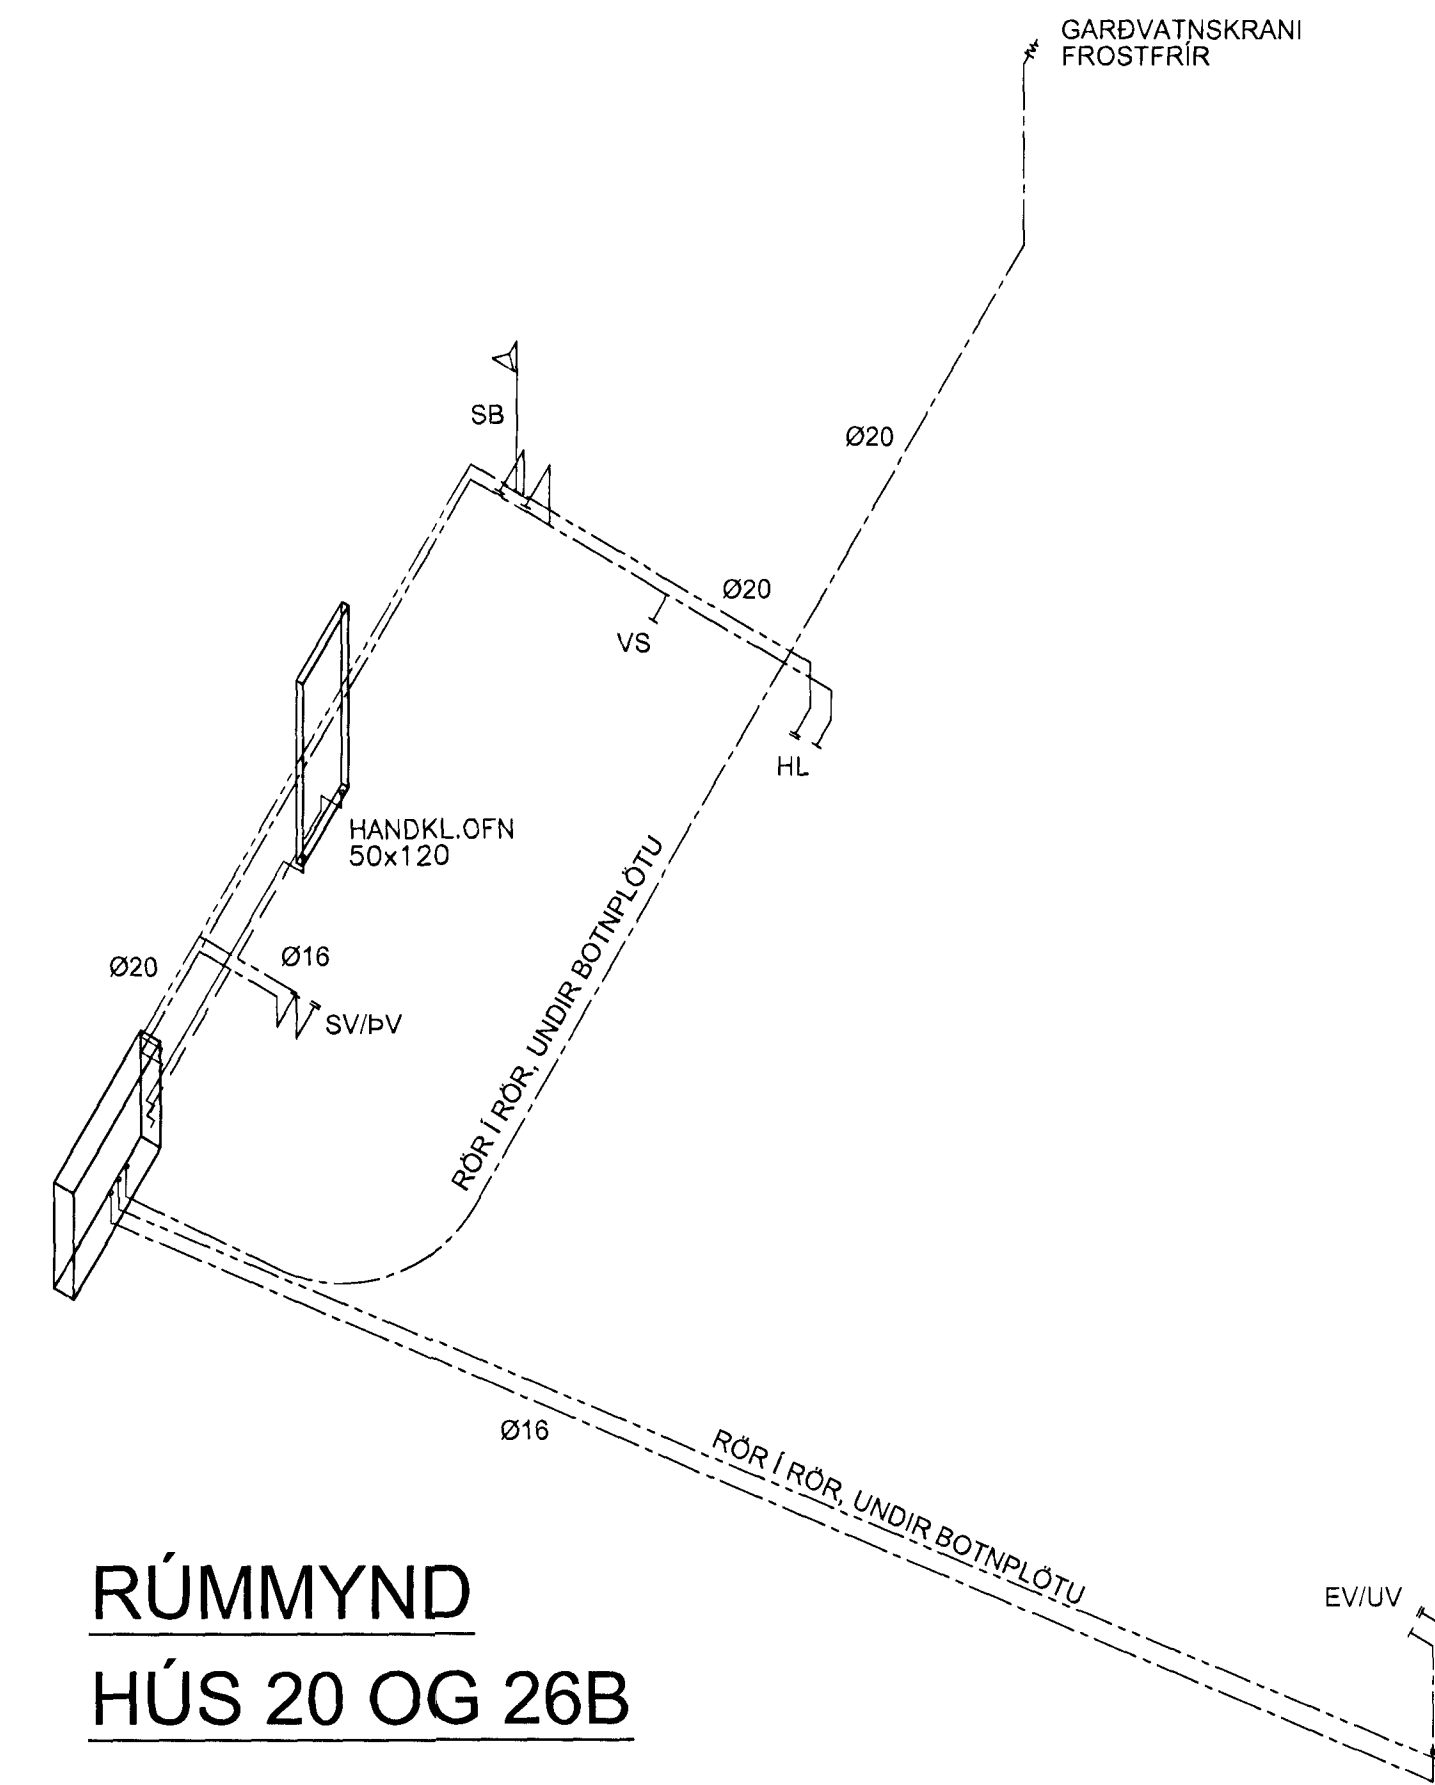 GARÐVATNSKRANI
FROSTFRÍR
SB
Ø20
Ø20
VS
HL
HANDKL.OFN
50x120
RÖR Í RÖR, UNDIR BOTNPLÖTU
Ø20
Ø16
SV/ÞV
Ø16
RÖR Í RÖR, UNDIR BOTNPLÖTU
EV/UV
RÚMMYND
HÚS 20 OG 26B